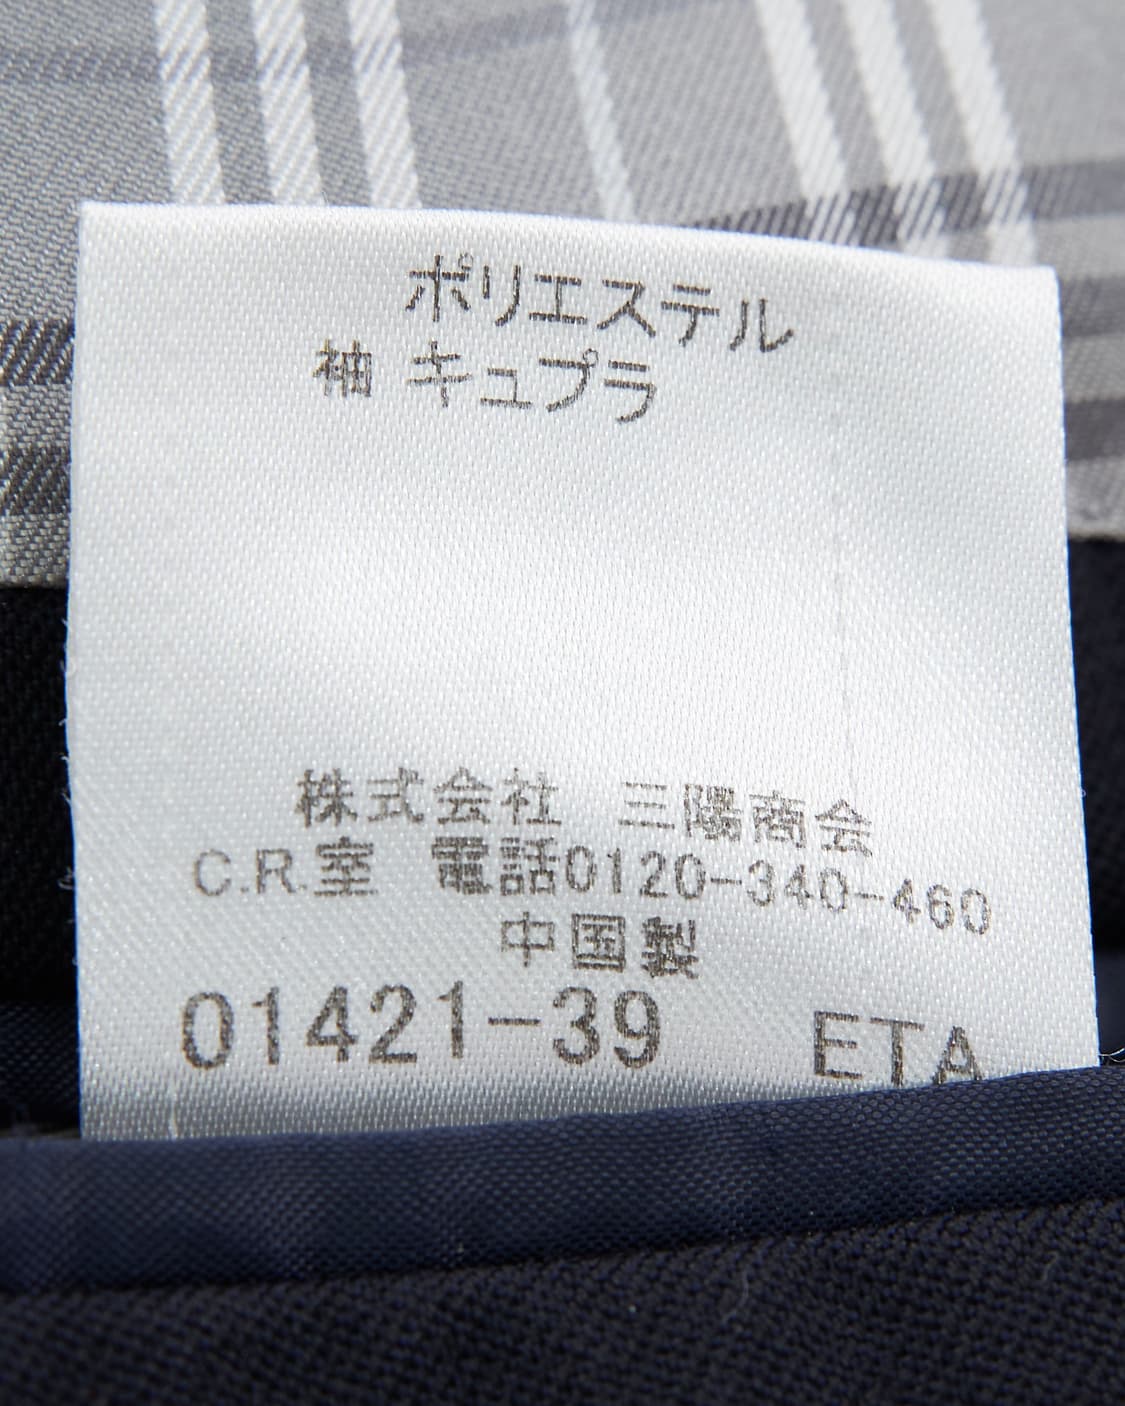 ポリエステル
袖 キュプラ
株式会社 三陽商会
C.R.室 電話0120-340-460
中国製
01421-39 ETA